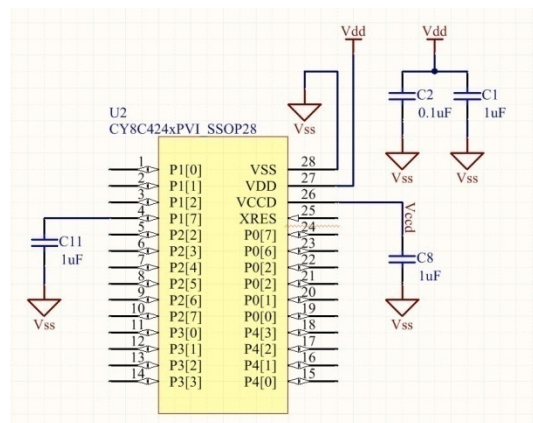 Vdd
Vdd
C2
0.1uF
C1
1uF
Vss
Vss
Vss
U2
CY8C424xPVI_SSOP28
1 P1[0] VSS 28
2 P1[1] VDD 27
3 P1[2] VCCD 26
4 P1[7] XRES 25
5 P2[2] P0[7] 24
6 P2[3] P0[6] 23
7 P2[4] P0[2] 22
8 P2[5] P0[2] 21
9 P2[6] P0[1] 20
10 P2[7] P0[0] 19
11 P3[0] P4[3] 18
12 P3[1] P4[2] 17
13 P3[2] P4[1] 16
14 P3[3] P4[0] 15
C11
1uF
Vss
Vccd
C8
1uF
Vss